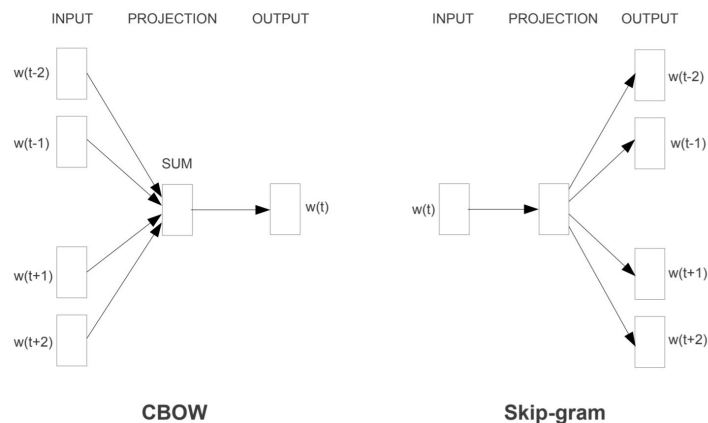 INPUT PROJECTION OUTPUT
w(t-2)
w(t-1)
SUM
w(t)
w(t+1)
w(t+2)
CBOW
INPUT PROJECTION OUTPUT
w(t-2)
w(t-1)
w(t)
w(t+1)
w(t+2)
Skip-gram